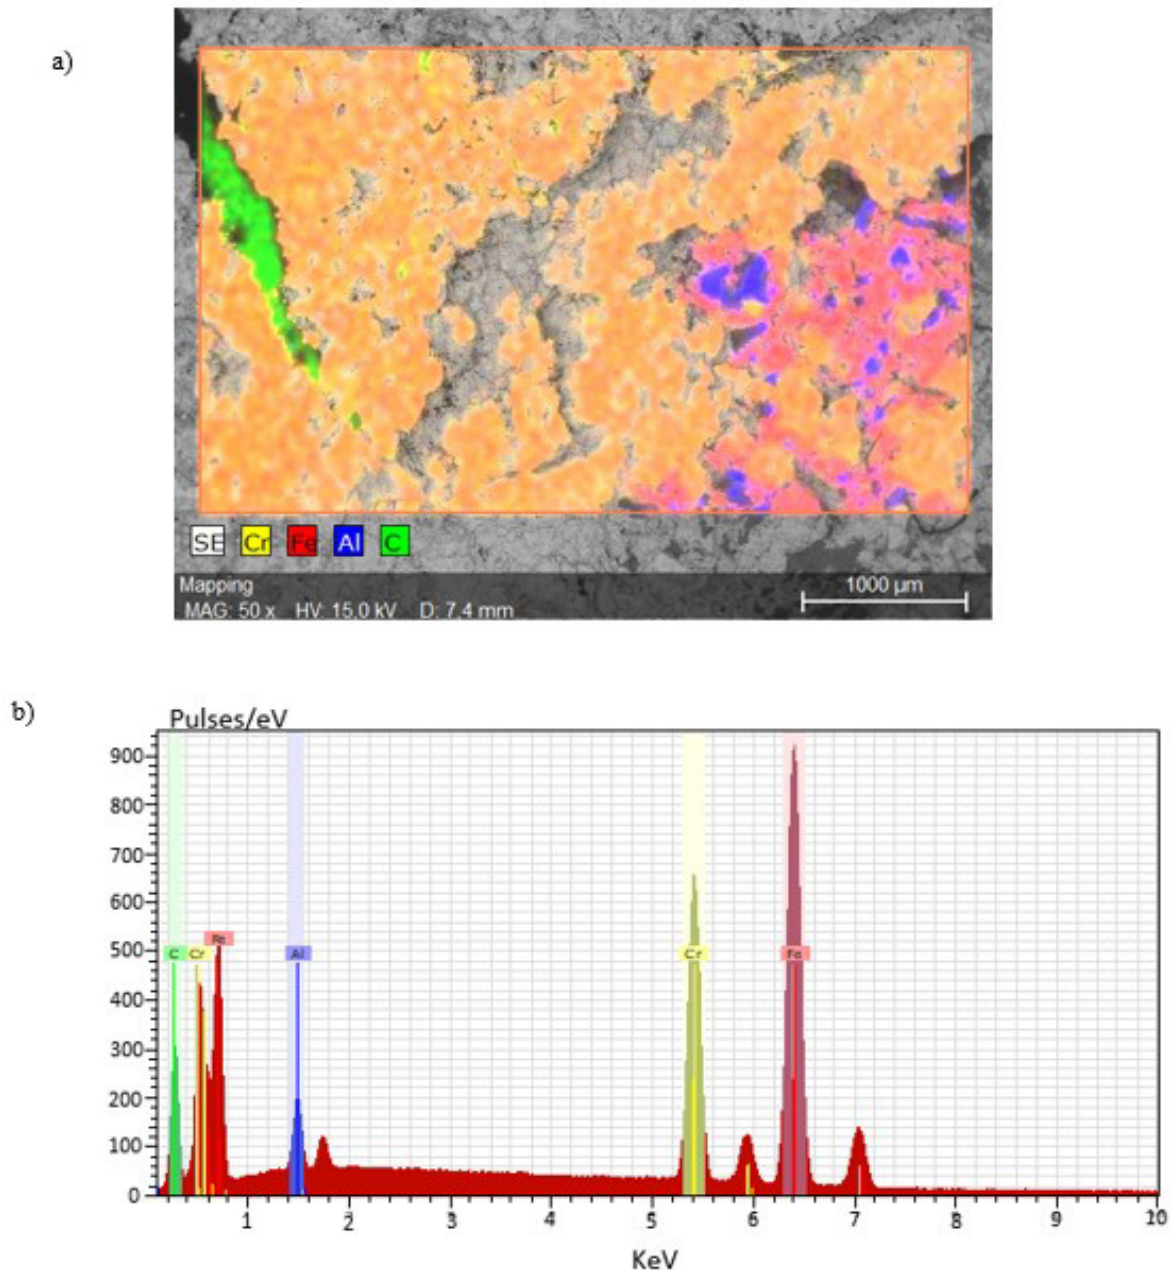 a)
SE Cr Fe Al C
Mapping
1000 µm
MAG: 50 x HV: 15.0 kV D: 7.4 mm
b)
Pulses/eV
900
800
700
600
500
400
300
200
100
0
C Cr Fe Al Cr Fe
1 2 3 4 5 6 7 8 9 10
KeV